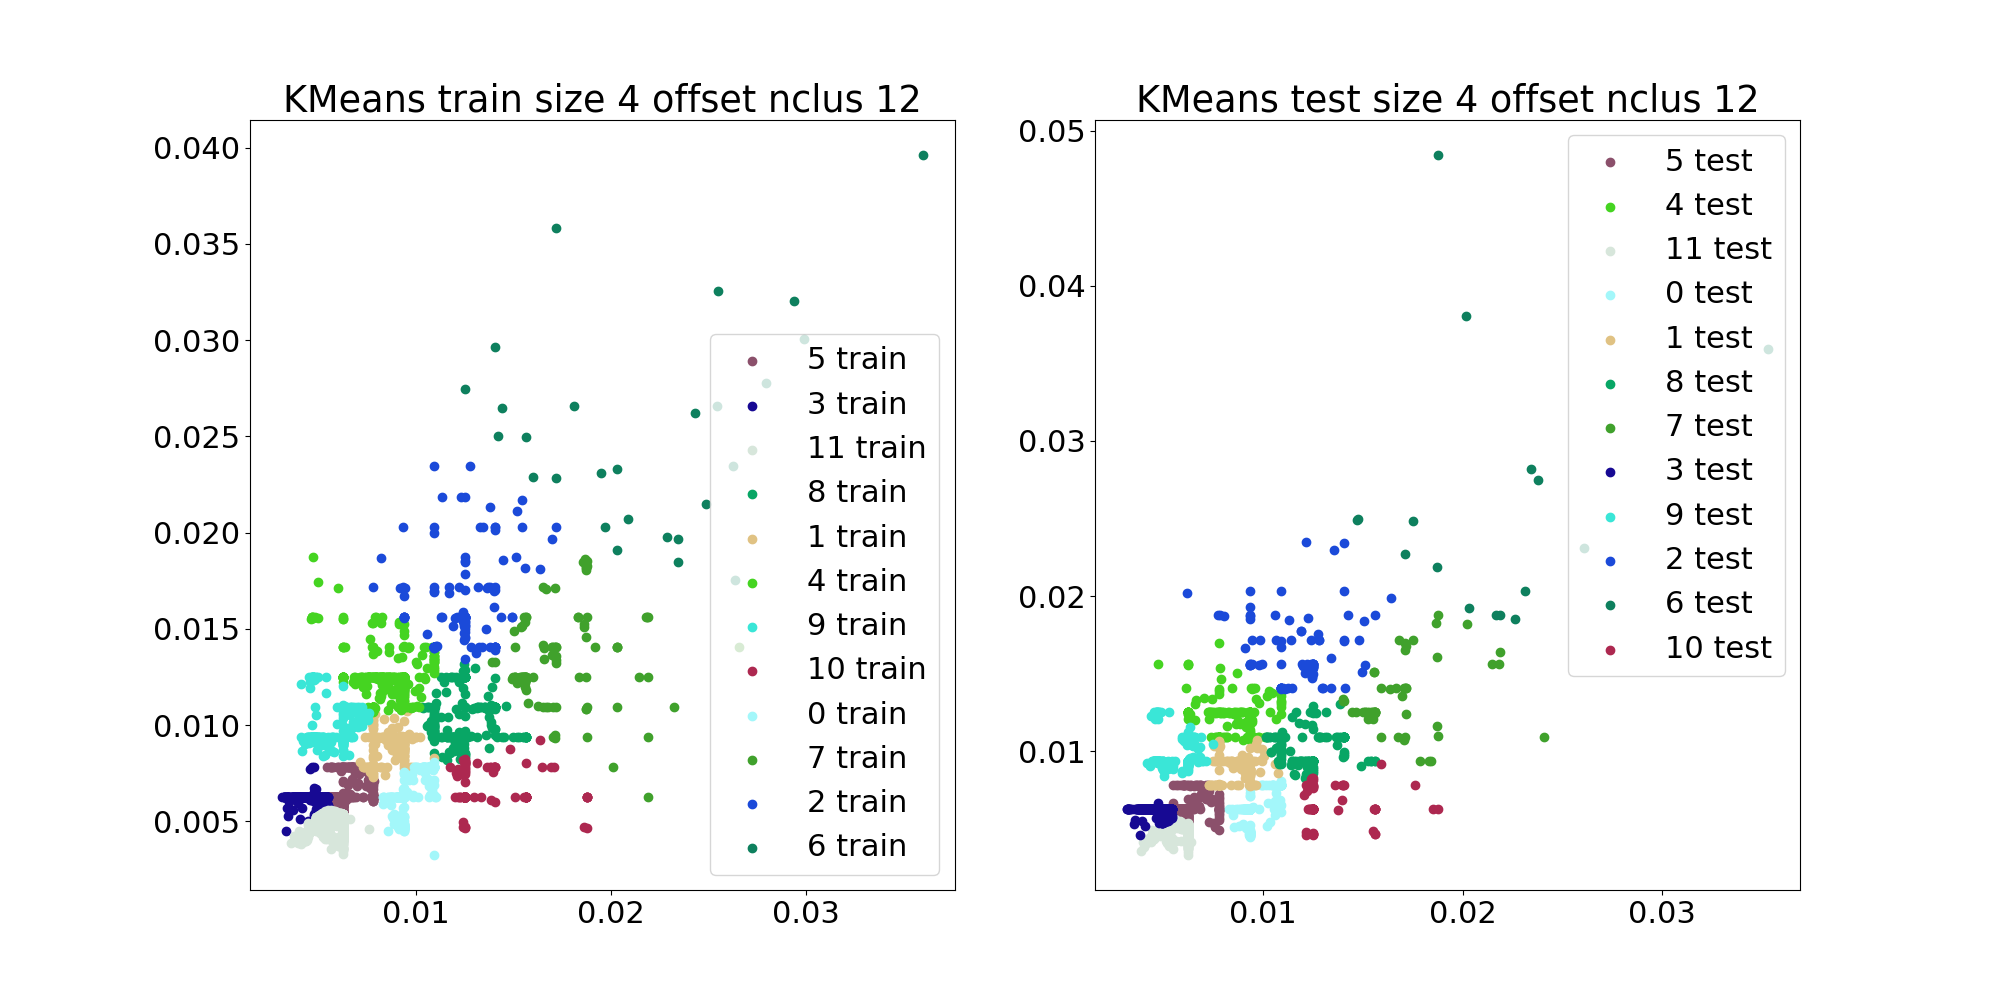 KMeans train size 4 offset nclus 12
0.040
0.035
0.030
0.025
0.020
0.015
0.010
0.005
0.01
0.02
0.03
5 train
3 train
11 train
8 train
1 train
4 train
9 train
10 train
0 train
7 train
2 train
6 train
KMeans test size 4 offset nclus 12
0.05
0.04
0.03
0.02
0.01
0.01
0.02
0.03
5 test
4 test
11 test
0 test
1 test
8 test
7 test
3 test
9 test
2 test
6 test
10 test